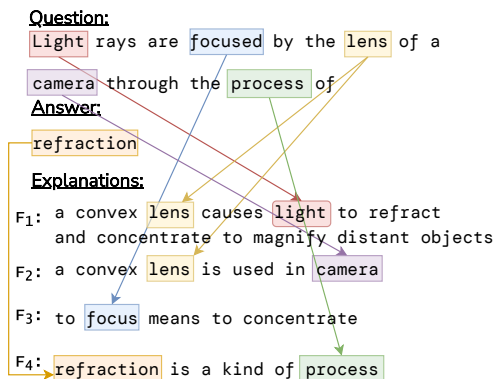 Question:
Light rays are focused by the lens of a
camera through the process of
Answer:
refraction
Explanations:
F1: a convex lens causes light to refract
and concentrate to magnify distant objects
F2: a convex lens is used in camera
F3: to focus means to concentrate
F4: refraction is a kind of process